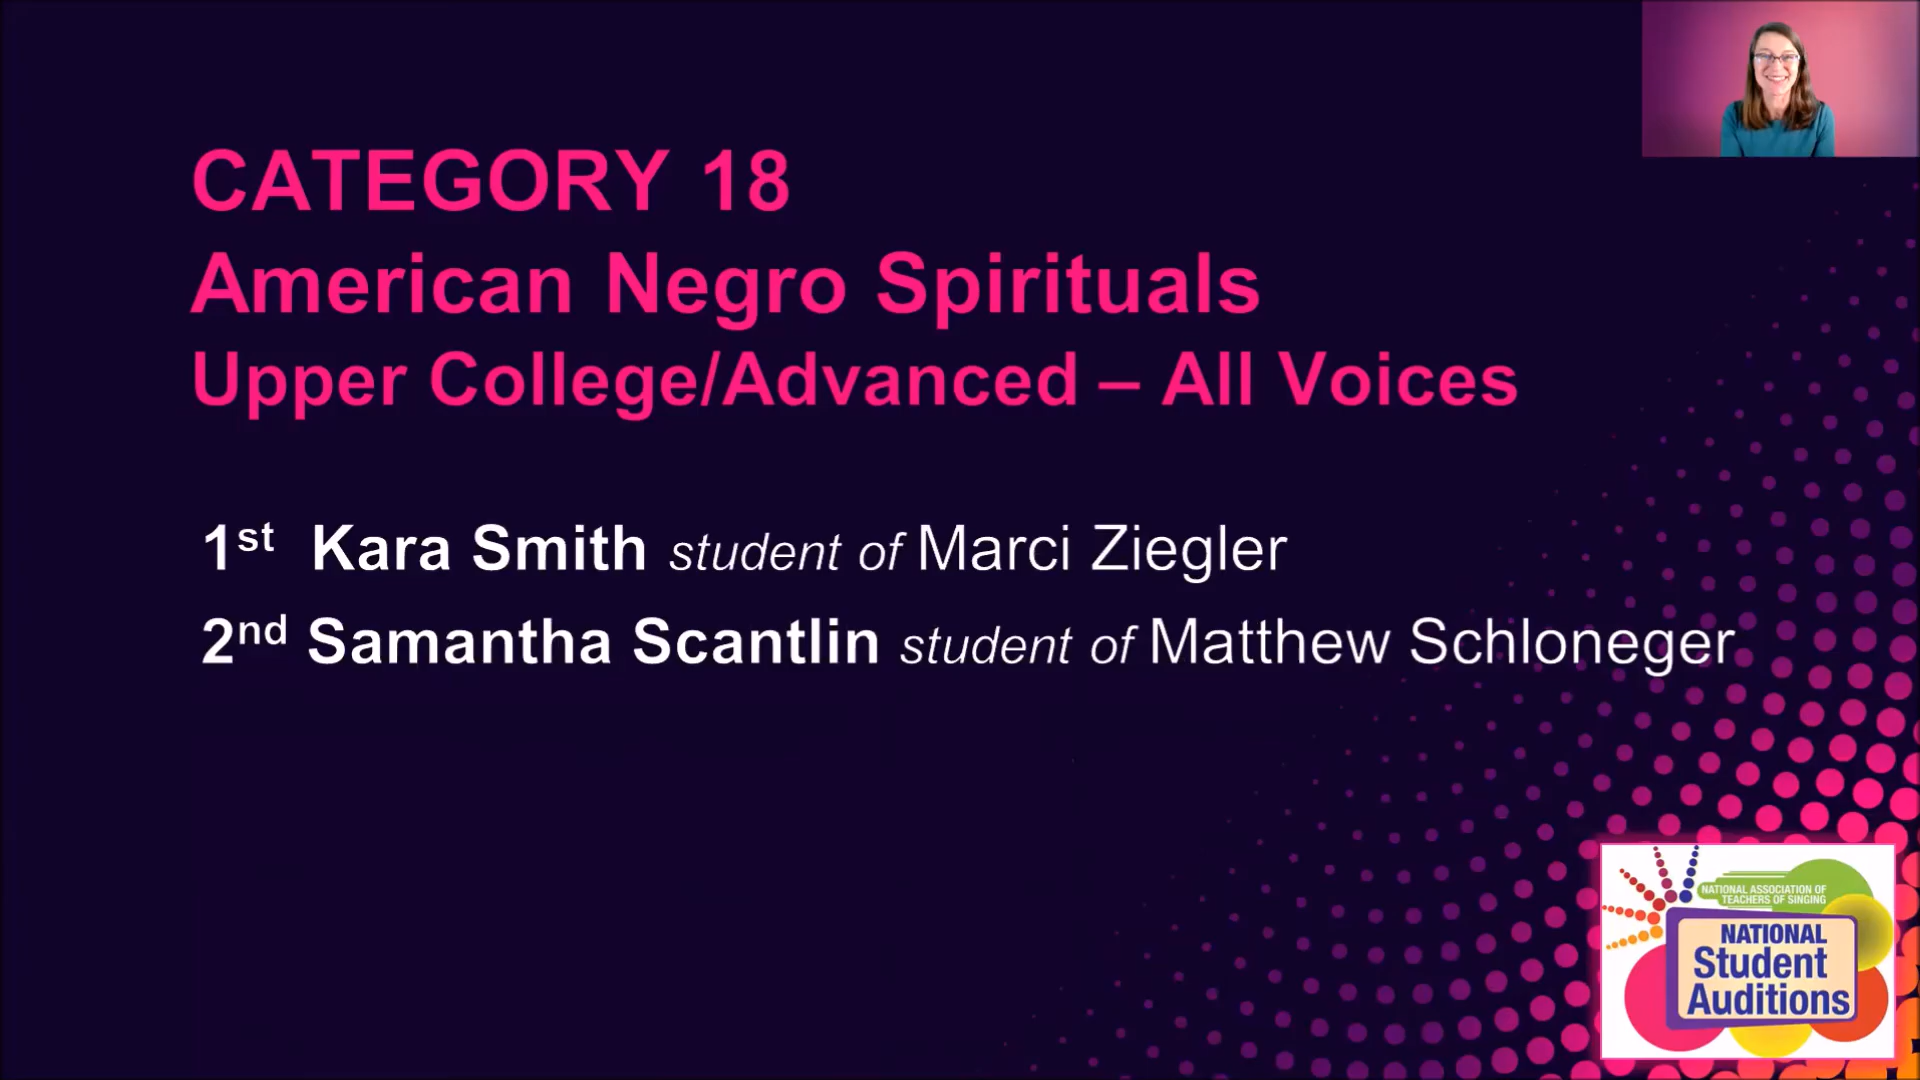 CATEGORY 18
American Negro Spirituals
Upper College/Advanced – All Voices
1st Kara Smith student of Marci Ziegler
2nd Samantha Scantlin student of Matthew Schloneger
NATIONAL ASSOCIATION OF
TEACHERS OF SINGING
NATIONAL
Student
Auditions